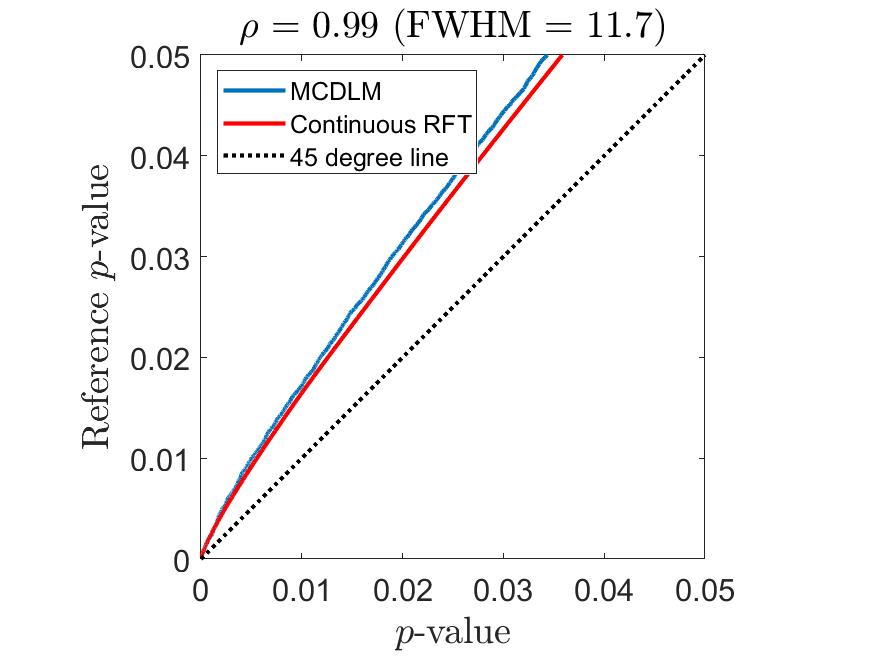 ρ = 0.99 (FWHM = 11.7)
0.05
MCDLM
Continuous RFT
45 degree line
0.04
0.03
0.02
0.01
0
Reference p-value
0 0.01 0.02 0.03 0.04 0.05
p-value